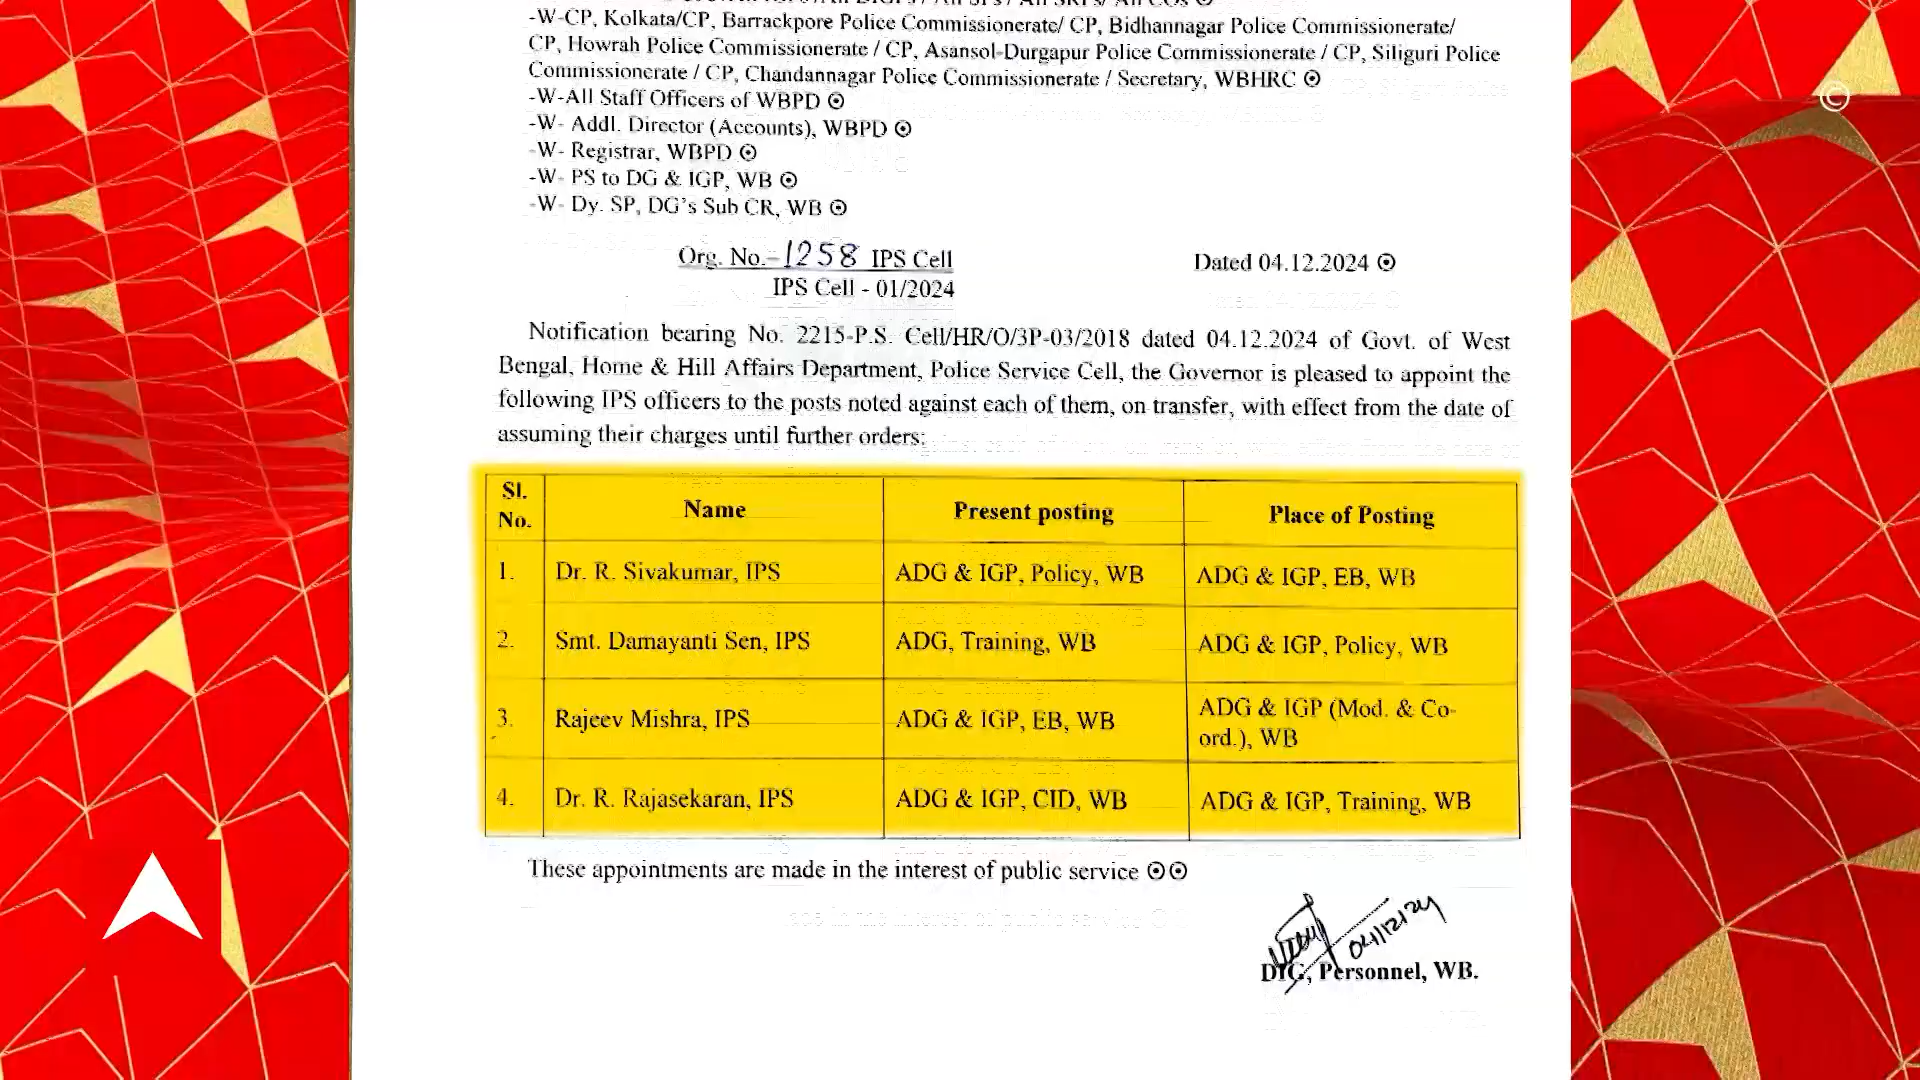 -W-CP, Kolkata/CP, Barrackpore Police Commissionerate/ CP, Bidhannagar Police Commissionerate/
CP, Howrah Police Commissionerate / CP, Asansol-Durgapur Police Commissionerate / CP, Siliguri Police
Commissionerate / CP, Chandannagar Police Commissionerate / Secretary, WBHRC ⊙
-W-All Staff Officers of WBPD ⊙
-W- Addl. Director (Accounts), WBPD ⊙
-W- Registrar, WBPD ⊙
-W- PS to DG & IGP, WB ⊙
-W- Dy. SP, DG's Sub CR, WB ⊙
Org. No.-1258 IPS Cell Dated 04.12.2024 ⊙
IPS Cell - 01/2024
Notification bearing No. 2215-P.S. Cell/HR/O/3P-03/2018 dated 04.12.2024 of Govt. of West
Bengal, Home & Hill Affairs Department, Police Service Cell, the Governor is pleased to appoint the
following IPS officers to the posts noted against each of them, on transfer, with effect from the date of
assuming their charges until further orders:
Sl. No. Name Present posting Place of Posting
1. Dr. R. Sivakumar, IPS ADG & IGP, Policy, WB ADG & IGP, EB, WB
2. Smt. Damayanti Sen, IPS ADG, Training, WB ADG & IGP, Policy, WB
3. Rajeev Mishra, IPS ADG & IGP, EB, WB ADG & IGP (Mod. & Co-
ord.), WB
4. Dr. R. Rajasekaran, IPS ADG & IGP, CID, WB ADG & IGP, Training, WB
These appointments are made in the interest of public service ⊙⊙
04/12/24
DIG, Personnel, WB.
©